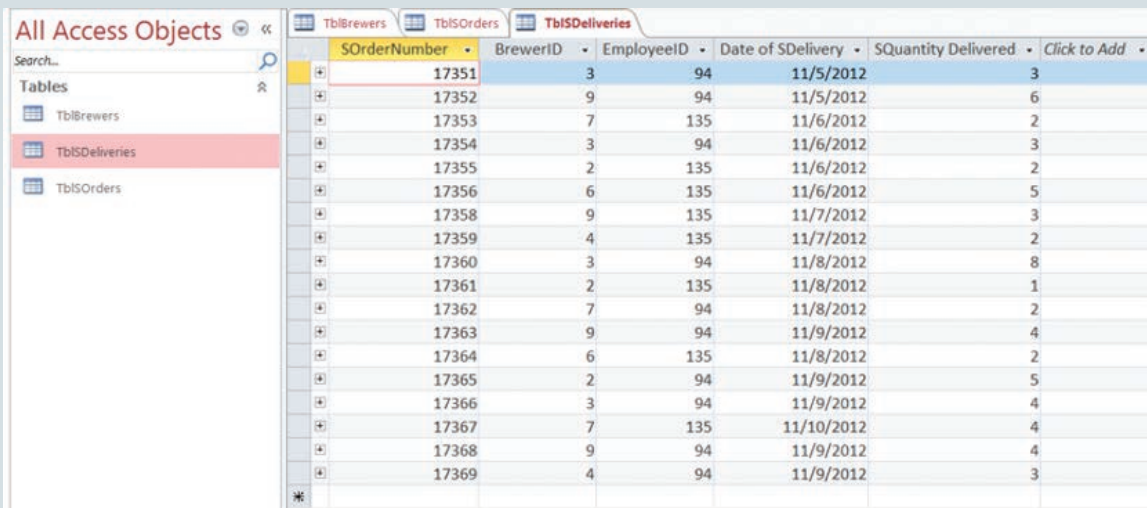 All Access Objects «
Search...
Tables
TblBrewers
TblSDeliveries
TblSOrders
TblBrewers TblSOrders TblSDeliveries
SOrderNumber BrewerID EmployeeID Date of SDelivery SQuantity Delivered Click to Add
17351 3 94 11/5/2012 3
17352 9 94 11/5/2012 6
17353 7 135 11/6/2012 2
17354 3 94 11/6/2012 3
17355 2 135 11/6/2012 2
17356 6 135 11/6/2012 5
17358 9 135 11/7/2012 3
17359 4 135 11/7/2012 2
17360 3 94 11/8/2012 8
17361 2 135 11/8/2012 1
17362 7 94 11/8/2012 2
17363 9 94 11/9/2012 4
17364 6 135 11/8/2012 2
17365 2 94 11/9/2012 5
17366 3 94 11/9/2012 4
17367 7 135 11/10/2012 4
17368 9 94 11/9/2012 4
17369 4 94 11/9/2012 3